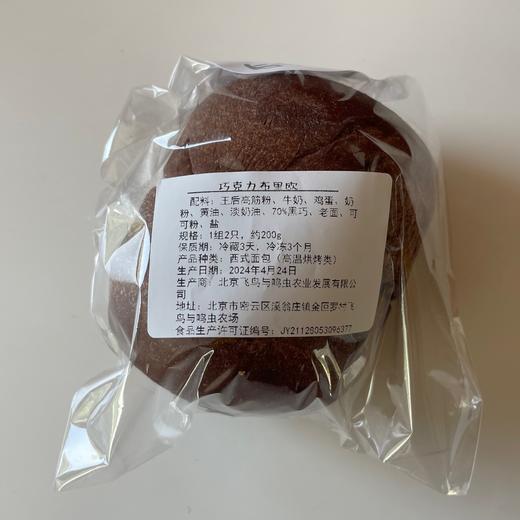 巧克力布里欧
配料：王后高筋粉、牛奶、鸡蛋、奶
粉、黄油、淡奶油、70%黑巧、老面、可
可粉、盐
规格：1组2只，约200g
保质期：冷藏3天，冷冻3个月
产品种类：西式面包（高温烘烤类）
生产日期：2024年4月24日
生产商：北京飞鸟与鸣虫农业发展有限公
司
地址：北京市密云区溪翁庄镇金叵罗村飞
鸟与鸣虫农场
食品生产许可证编号：JY21128053096377